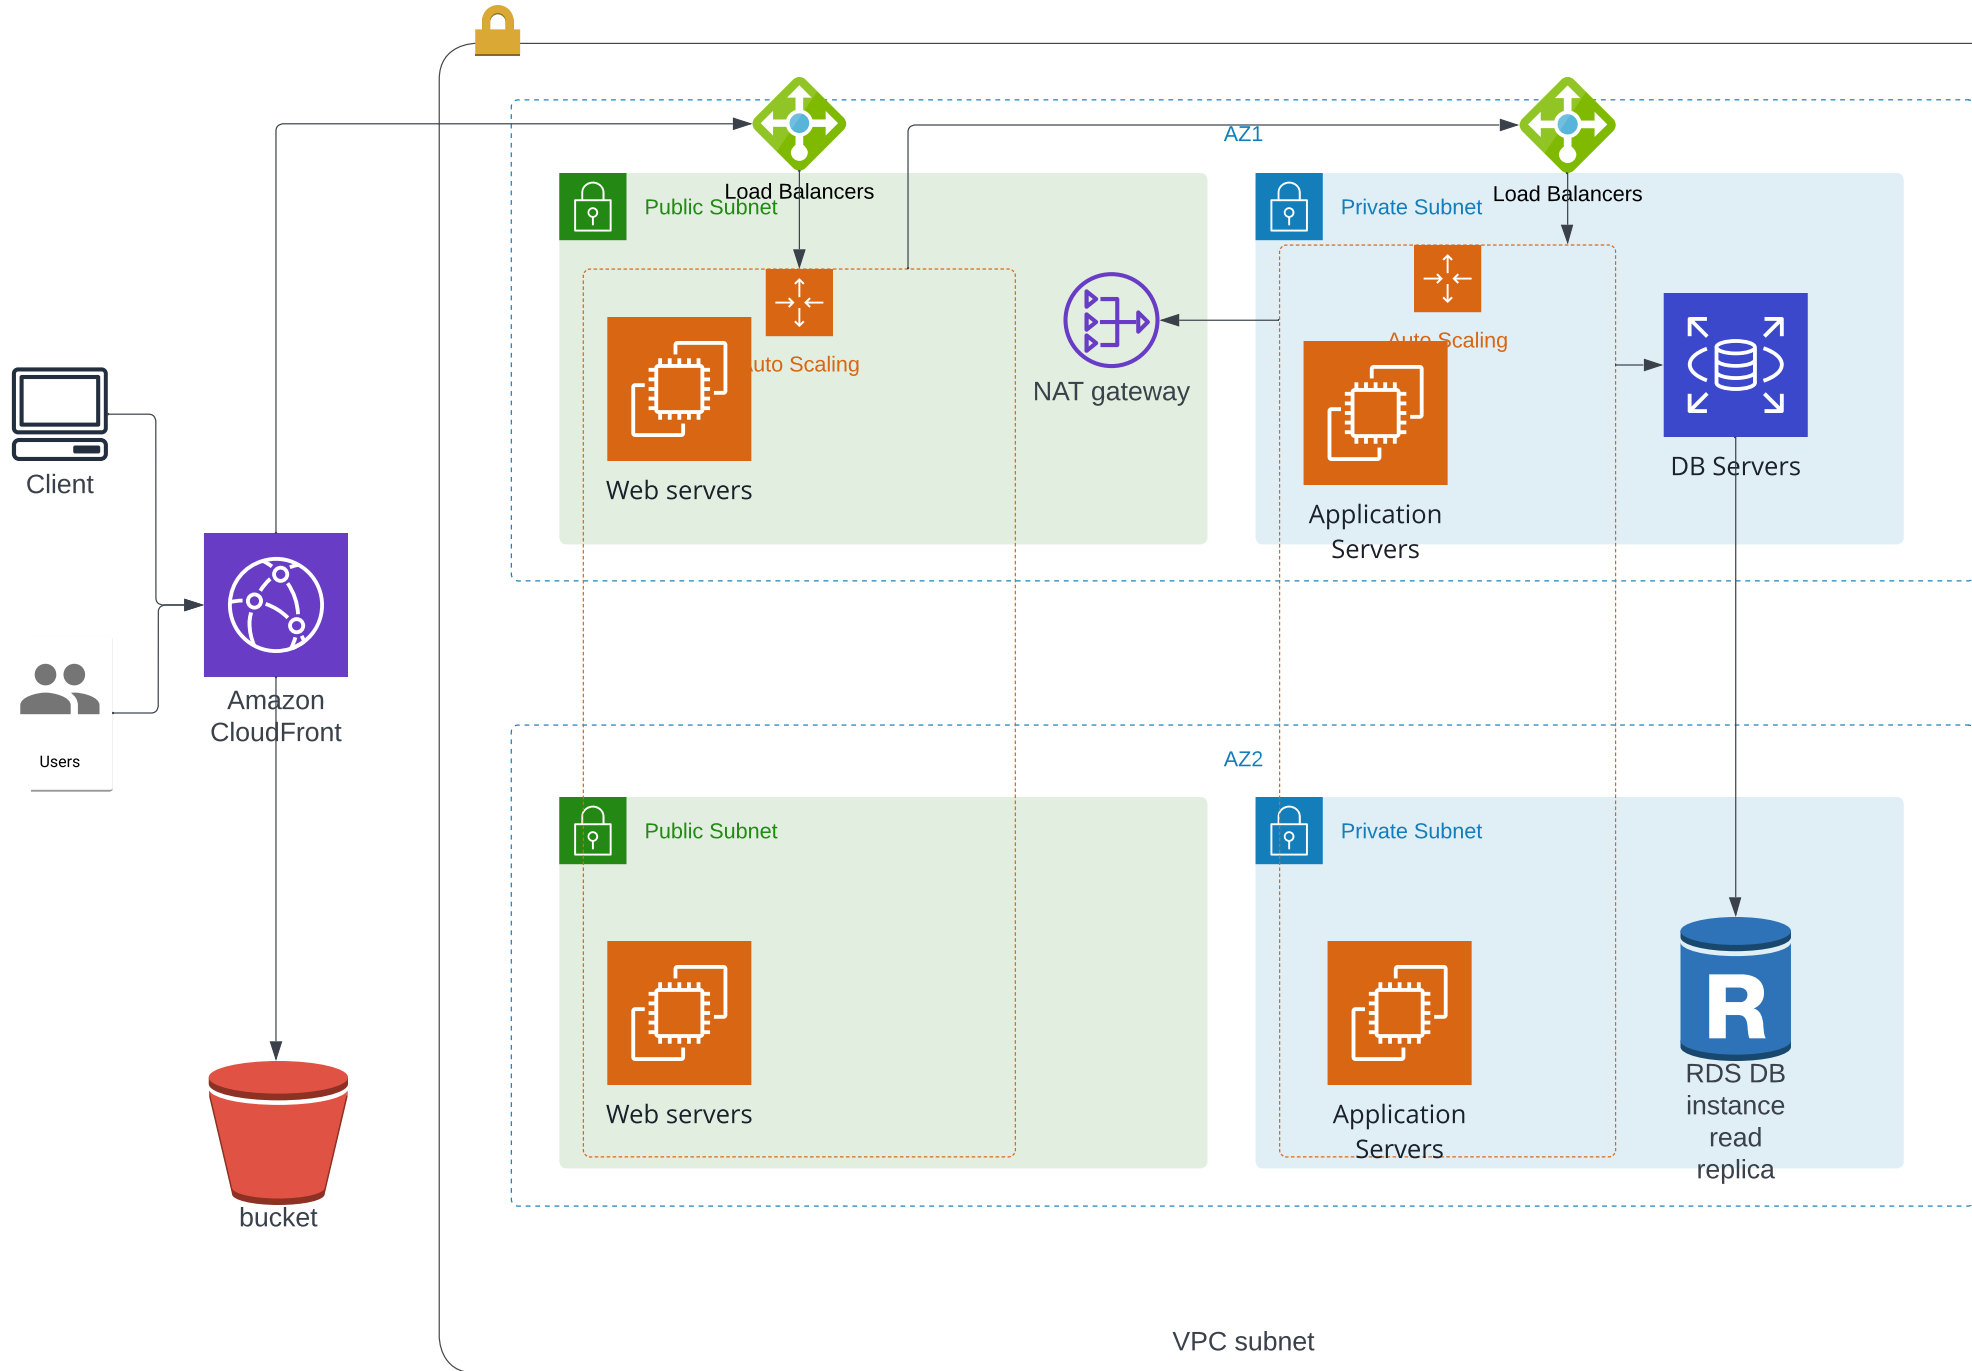 AZ1
Load Balancers
Load Balancers
Public Subnet
Private Subnet
Auto Scaling
Auto Scaling
NAT gateway
Web servers
DB Servers
Application
Servers
Client
Amazon
CloudFront
Users
AZ2
Public Subnet
Private Subnet
R
Web servers
Application
Servers
RDS DB
instance
read
replica
bucket
VPC subnet